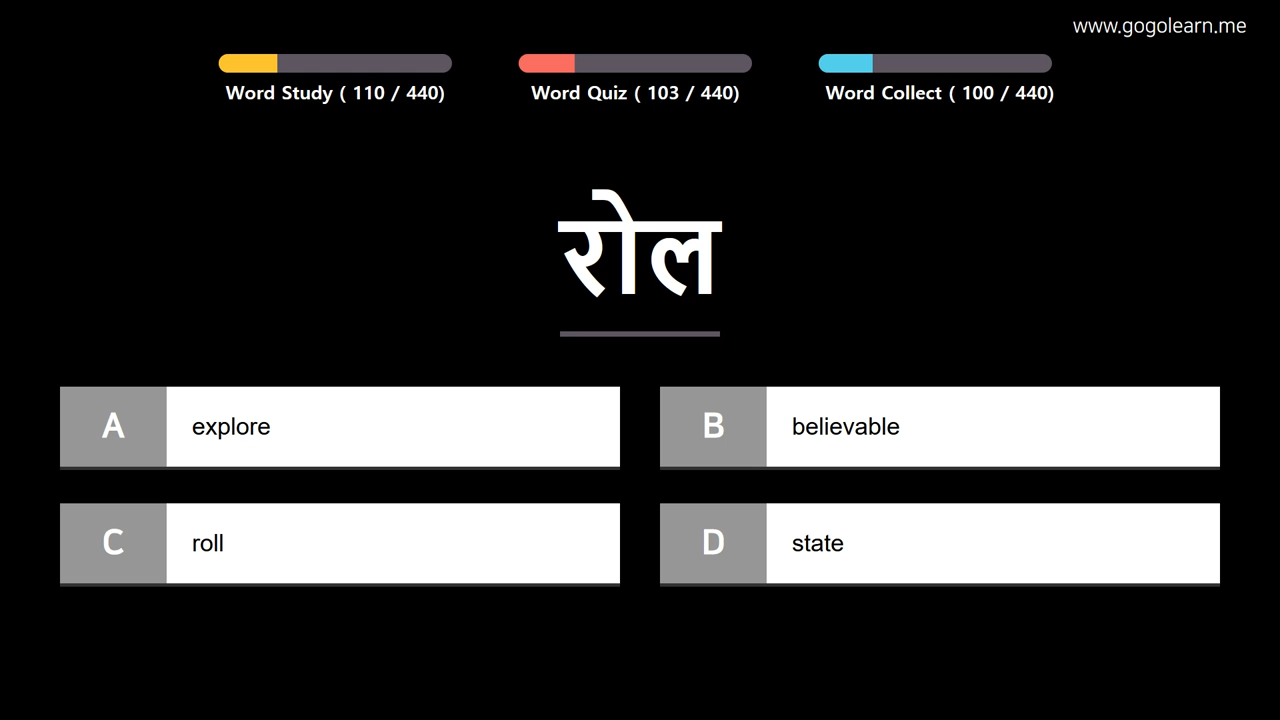 www.gogolearn.me
Word Study ( 110 / 440)
Word Quiz ( 103 / 440)
Word Collect ( 100 / 440)
रोल
A explore
B believable
C roll
D state